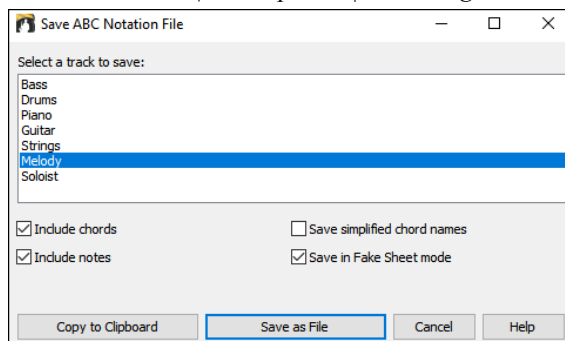 Save ABC Notation File
Select a track to save:
Bass
Drums
Piano
Guitar
Strings
Melody
Soloist
Include chords
Save simplified chord names
Include notes
Save in Fake Sheet mode
Copy to Clipboard
Save as File
Cancel
Help